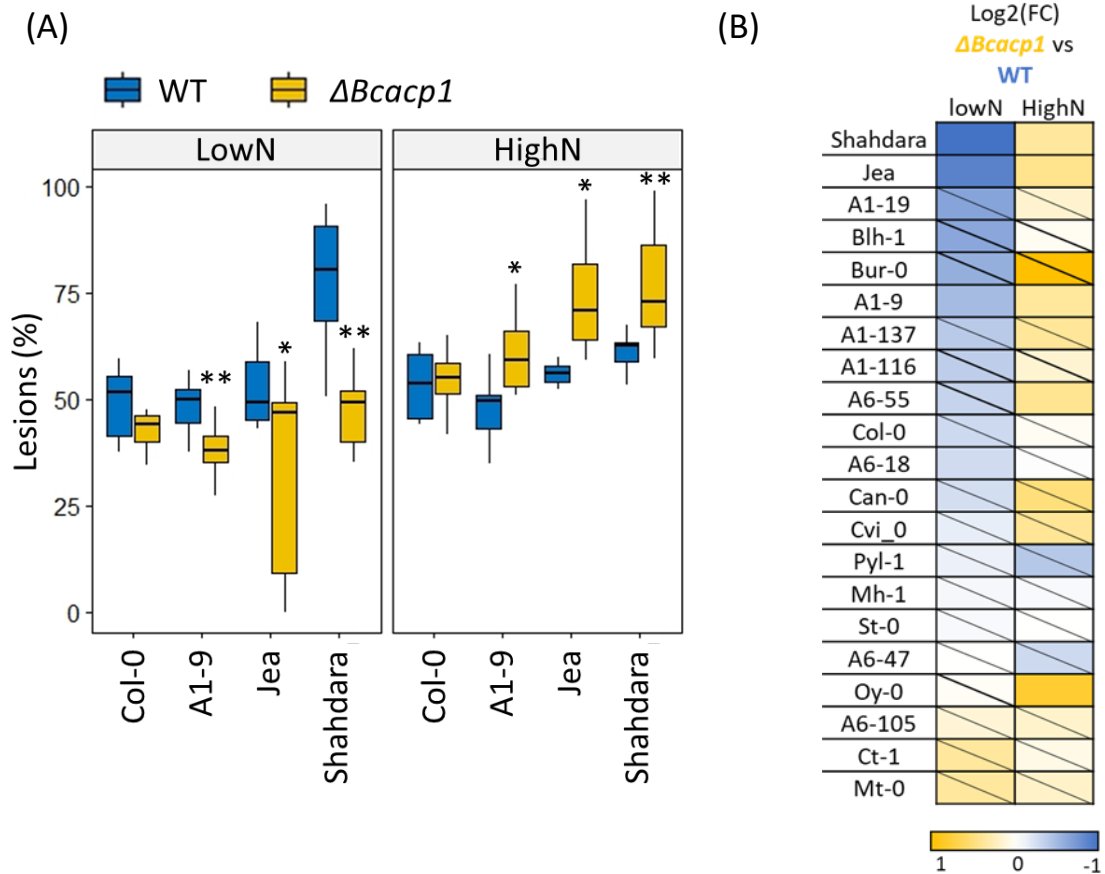 (A)
WT
ΔBcacp1
LowN
HighN
Lesions (%)
100
75
50
25
0
*
**
*
**
*
*
**
Col-0
A1-9
Jea
Shahdara
Col-0
A1-9
Jea
Shahdara
(B)
Log2(FC)
ΔBcacp1 vs
WT
lowN HighN
Shahdara
Jea
A1-19
Blh-1
Bur-0
A1-9
A1-137
A1-116
A6-55
Col-0
A6-18
Can-0
Cvi_0
Pyl-1
Mh-1
St-0
A6-47
Oy-0
A6-105
Ct-1
Mt-0
1 0 -1